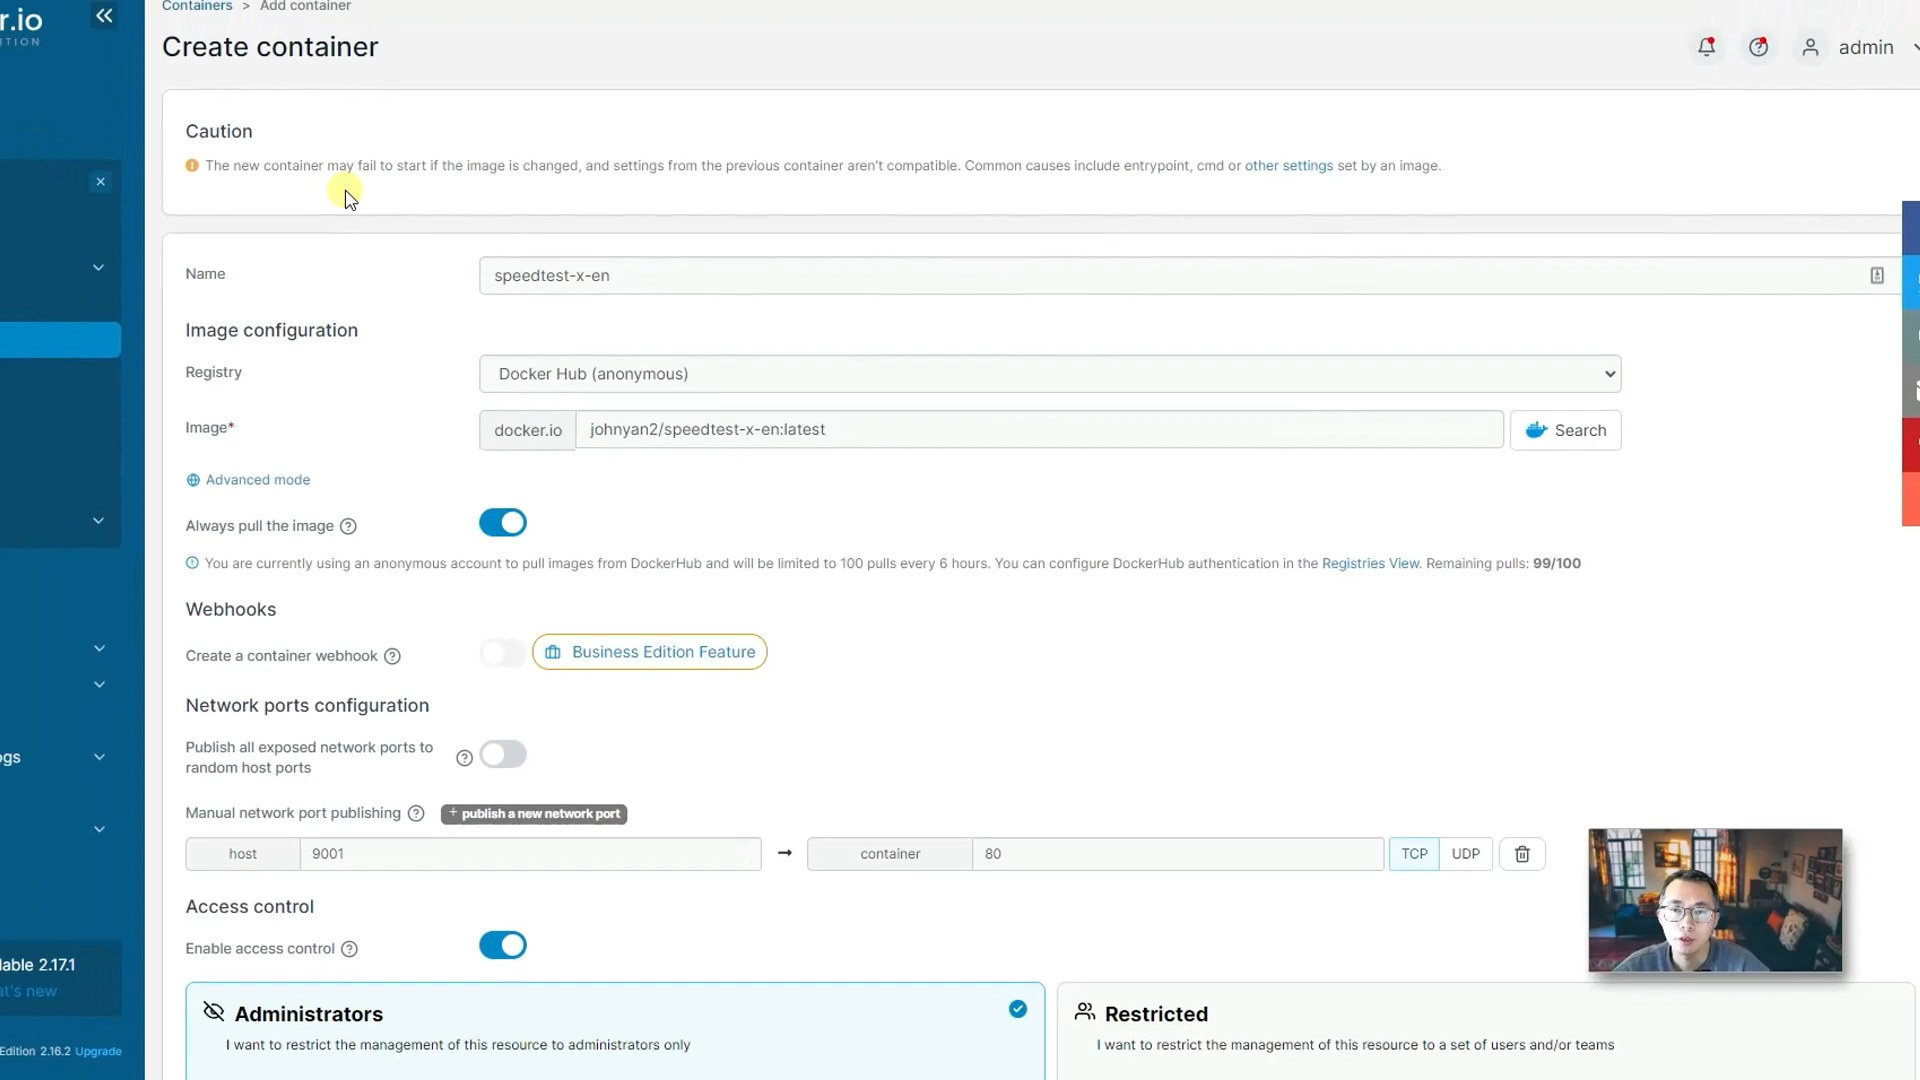 Containers > Add container
r.io
ITION
Create container
admin
Caution
The new container may fail to start if the image is changed, and settings from the previous container aren't compatible. Common causes include entrypoint, cmd or other settings set by an image.
Name
speedtest-x-en
Image configuration
Registry
Docker Hub (anonymous)
Image*
docker.io
johnyan2/speedtest-x-en:latest
Search
Advanced mode
Always pull the image
You are currently using an anonymous account to pull images from DockerHub and will be limited to 100 pulls every 6 hours. You can configure DockerHub authentication in the Registries View. Remaining pulls: 99/100
Webhooks
Create a container webhook
Business Edition Feature
Network ports configuration
Publish all exposed network ports to
random host ports
ogs
Manual network port publishing
+ publish a new network port
host
9001
→
container
80
TCP
UDP
Access control
Enable access control
lable 2.17.1
at's new
Administrators
I want to restrict the management of this resource to administrators only
Restricted
I want to restrict the management of this resource to a set of users and/or teams
Edition 2.16.2 Upgrade